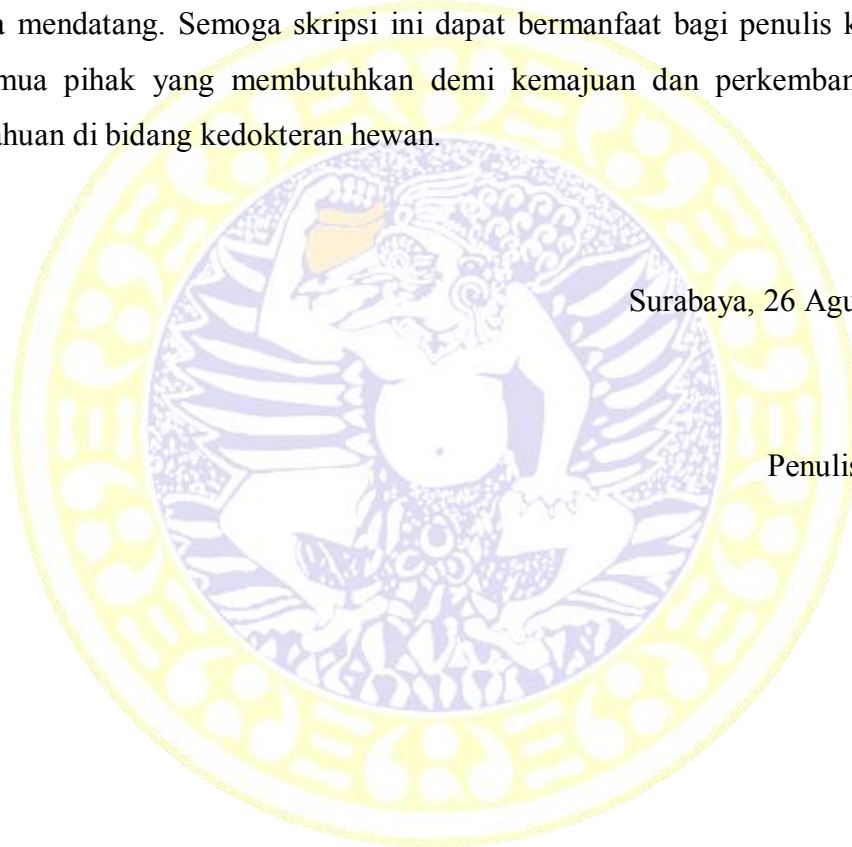 a mendatang. Semoga skripsi ini dapat bermanfaat bagi penulis k
mua pihak yang membutuhkan demi kemajuan dan perkemban
ahuan di bidang kedokteran hewan.
Surabaya, 26 Agu
Penulis